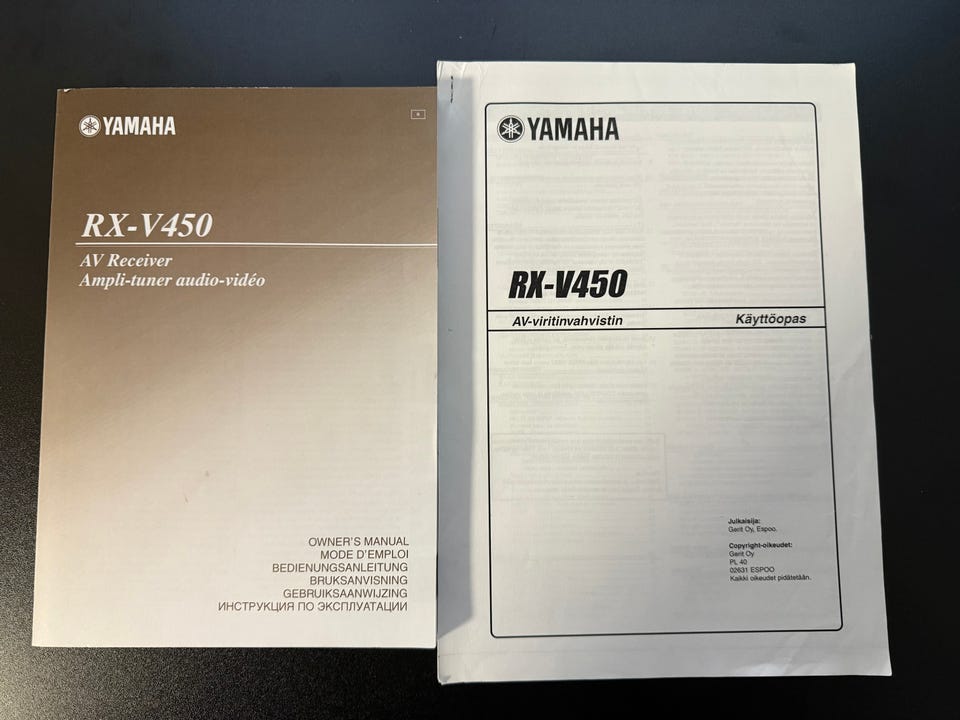 YAMAHA
RX-V450
AV Receiver
Ampli-tuner audio-vidéo
OWNER'S MANUAL
MODE D'EMPLOI
BEDIENUNGSANLEITUNG
BRUKSANVISNING
GEBRUIKSAANWIJZING
ИНСТРУКЦИЯ ПО ЭКСПЛУАТАЦИИ
YAMAHA
RX-V450
AV-viritinvahvistin Käyttöopas
Julkaisija:
Gerit Oy, Espoo.
Copyright-oikeudet:
Gerit Oy
PL 40
02631 ESPOO
Kaikki oikeudet pidätetään.